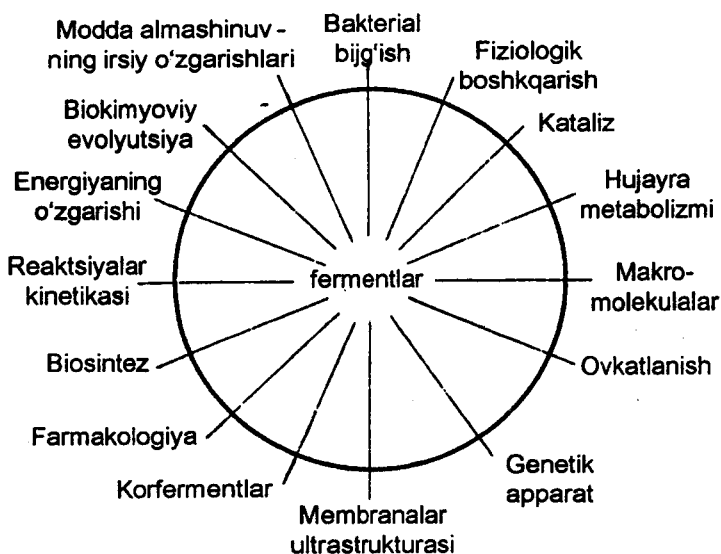 Modda almashinuv -
ning irsiy o‘zgarishlari
Bakterial
bijg‘ish
Fiziologik
boshkqarish
Kataliz
Hujayra
metabolizmi
Makro-
molekulalar
Ovkatlanish
Genetik
apparat
Membranalar
ultrastrukturasi
Korfermentlar
Farmakologiya
Biosintez
Reaktsiyalar
kinetikasi
Energiyaning
o‘zgarishi
Biokimyoviy
evolyutsiya
fermentlar